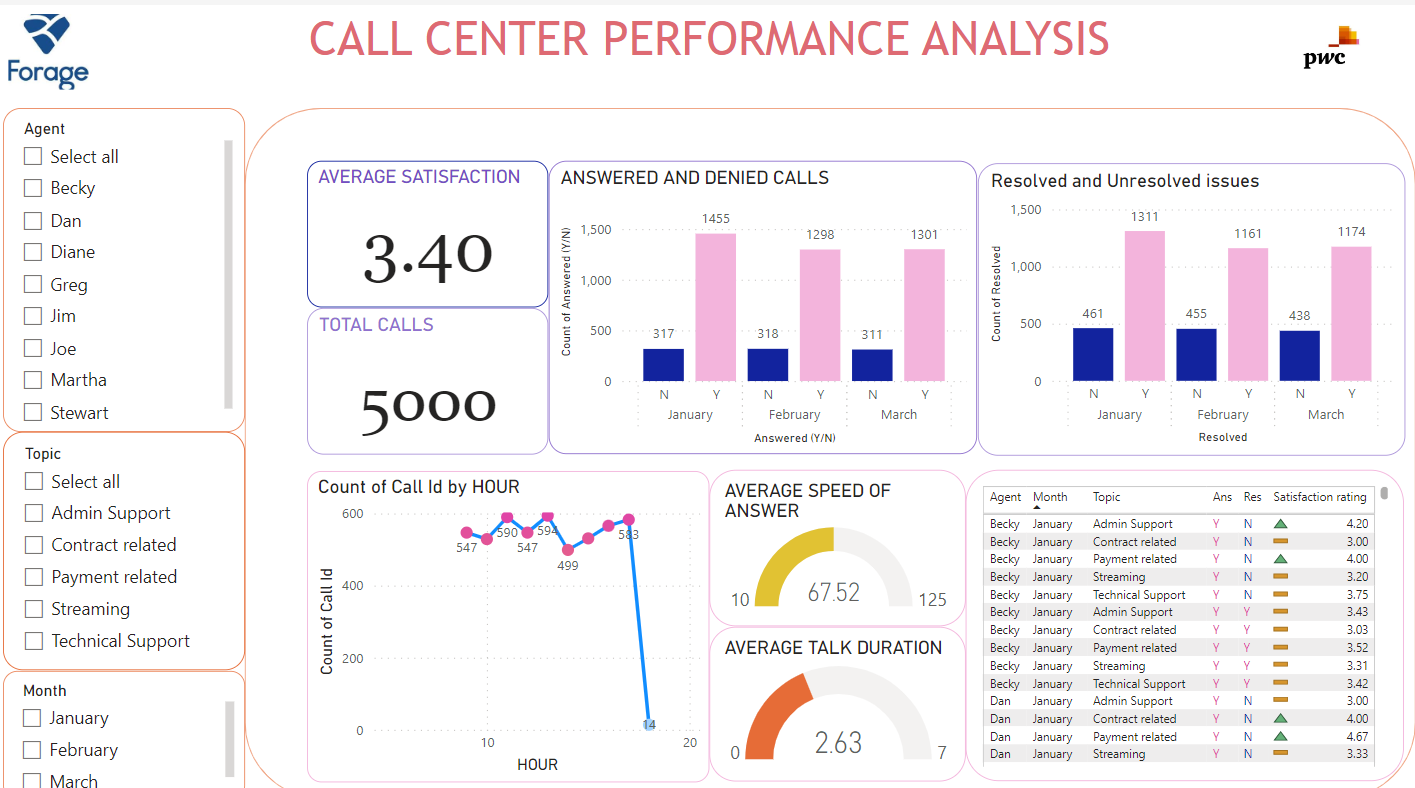 Forage
CALL CENTER PERFORMANCE ANALYSIS
pwc
Agent
Select all
Becky
Dan
Diane
Greg
Jim
Joe
Martha
Stewart
Topic
Select all
Admin Support
Contract related
Payment related
Streaming
Technical Support
Month
January
February
March
AVERAGE SATISFACTION
3.40
TOTAL CALLS
5000
ANSWERED AND DENIED CALLS
Count of Answered (Y/N)
1,500
1,000
500
0
317
1455
318
1298
311
1301
N Y N Y N Y
January February March
Answered (Y/N)
Resolved and Unresolved issues
Count of Resolved
1,500
1,000
500
0
461
1311
455
1161
438
1174
N Y N Y N Y
January February March
Resolved
Count of Call Id by HOUR
Count of Call Id
600
400
200
0
547
590
547
594
499
583
14
10 20
HOUR
AVERAGE SPEED OF
ANSWER
10 67.52 125
AVERAGE TALK DURATION
0 2.63 7
Agent Month Topic Ans Res Satisfaction rating
Becky January Admin Support Y N 4.20
Becky January Contract related Y N 3.00
Becky January Payment related Y N 4.00
Becky January Streaming Y N 3.20
Becky January Technical Support Y N 3.75
Becky January Admin Support Y Y 3.43
Becky January Contract related Y Y 3.03
Becky January Payment related Y Y 3.52
Becky January Streaming Y Y 3.31
Becky January Technical Support Y Y 3.42
Dan January Admin Support Y N 3.00
Dan January Contract related Y N 4.00
Dan January Payment related Y N 4.67
Dan January Streaming Y N 3.33